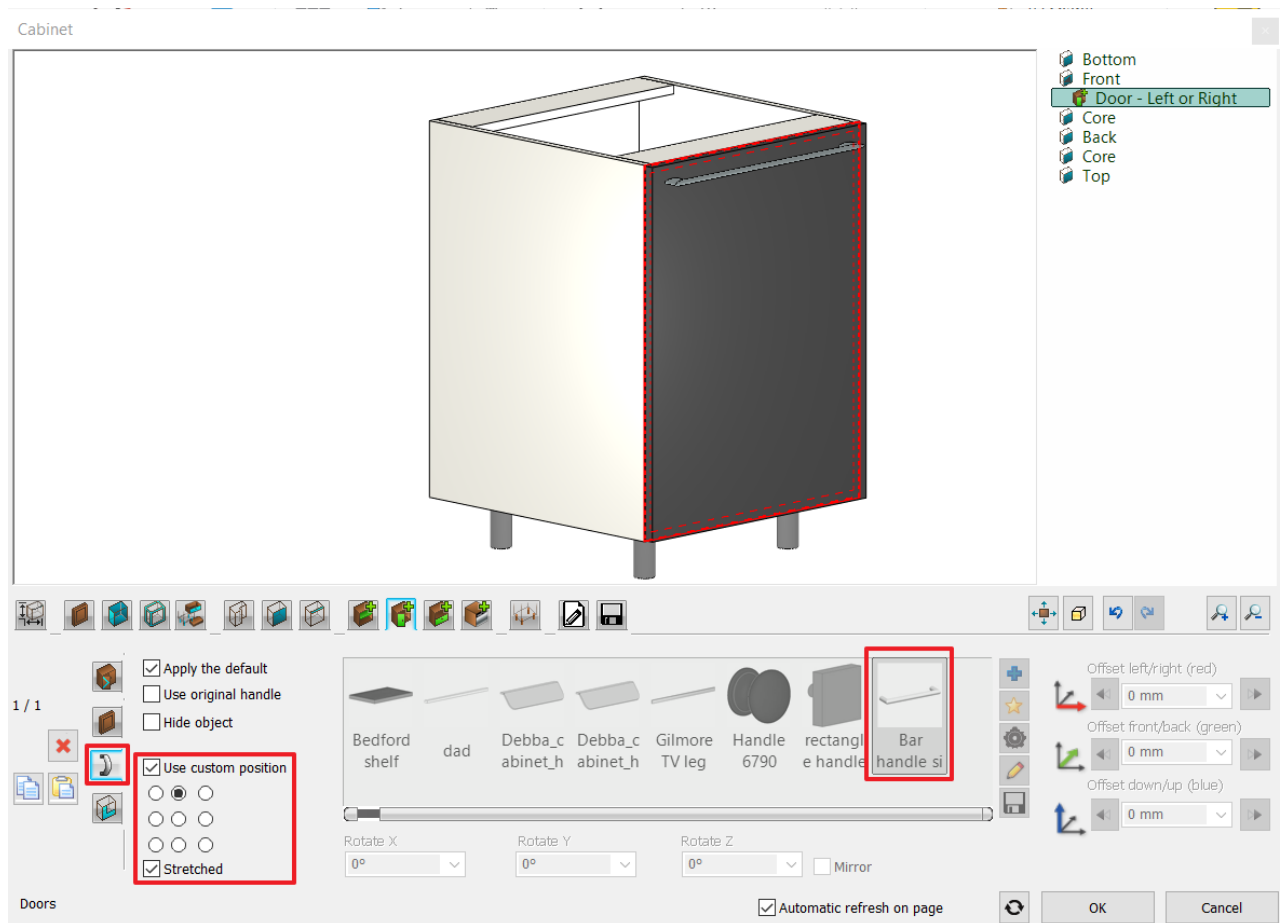 Cabinet
Bottom
Front
Door - Left or Right
Core
Back
Core
Top
1 / 1
Apply the default
Use original handle
Hide object
Use custom position
Stretched
Bedford
shelf
dad
Debba_c
abinet_h
Debba_c
abinet_h
Gilmore
TV leg
Handle
6790
rectangl
e handle
Bar
handle si
Rotate X
0°
Rotate Y
0°
Rotate Z
0°
Mirror
Offset left/right (red)
0 mm
Offset front/back (green)
0 mm
Offset down/up (blue)
0 mm
Doors
Automatic refresh on page
OK
Cancel